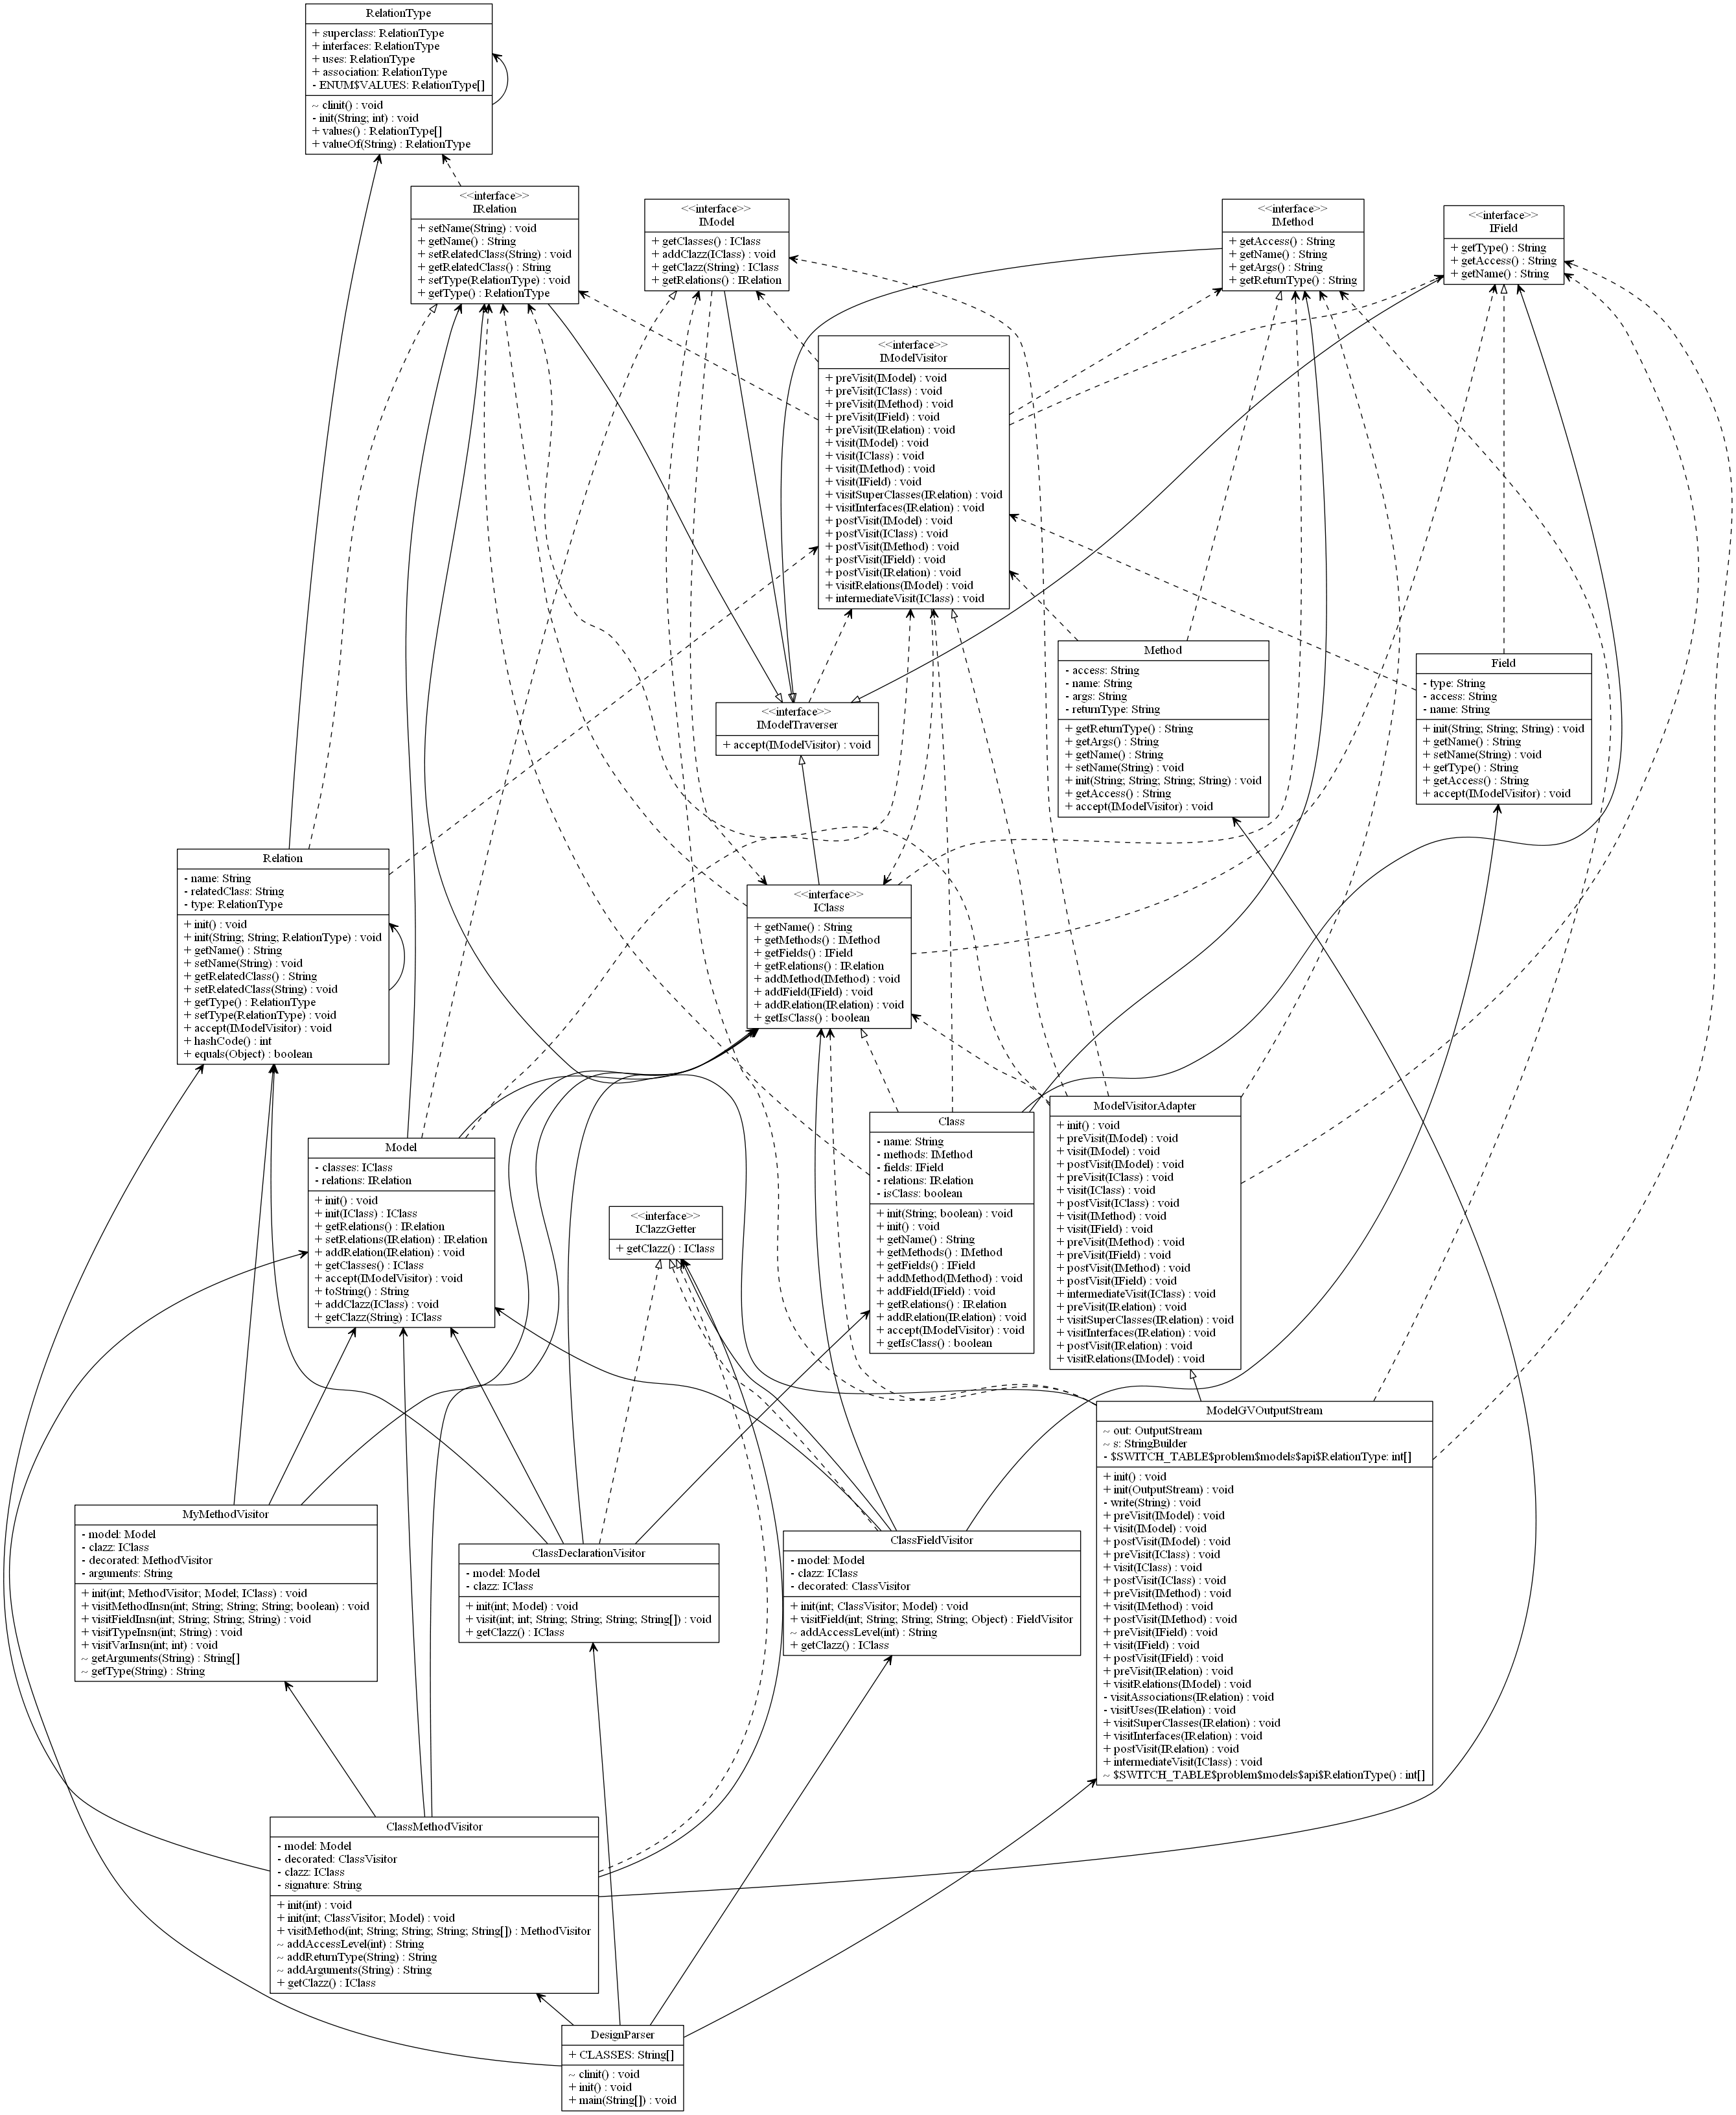 RelationType
+ superclass: RelationType
+ interfaces: RelationType
+ uses: RelationType
+ association: RelationType
- ENUM$VALUES: RelationType[]
~ clinit() : void
- init(String; int) : void
+ values() : RelationType[]
+ valueOf(String) : RelationType
<<interface>>
IRelation
+ setName(String) : void
+ getName() : String
+ setRelatedClass(String) : void
+ getRelatedClass() : String
+ setType(RelationType) : void
+ getType() : RelationType
<<interface>>
IModel
+ getClasses() : IClass
+ addClazz(IClass) : void
+ getClazz(String) : IClass
+ getRelations() : IRelation
<<interface>>
IMethod
+ getAccess() : String
+ getName() : String
+ getArgs() : String
+ getReturnType() : String
<<interface>>
IField
+ getType() : String
+ getAccess() : String
+ getName() : String
<<interface>>
IModelVisitor
+ preVisit(IModel) : void
+ preVisit(IClass) : void
+ preVisit(IMethod) : void
+ preVisit(IField) : void
+ preVisit(IRelation) : void
+ visit(IModel) : void
+ visit(IClass) : void
+ visit(IMethod) : void
+ visit(IField) : void
+ visitSuperClasses(IRelation) : void
+ visitInterfaces(IRelation) : void
+ postVisit(IModel) : void
+ postVisit(IClass) : void
+ postVisit(IMethod) : void
+ postVisit(IField) : void
+ postVisit(IRelation) : void
+ visitRelations(IModel) : void
+ intermediateVisit(IClass) : void
Method
- access: String
- name: String
- args: String
- returnType: String
+ getReturnType() : String
+ getArgs() : String
+ getName() : String
+ setName(String) : void
+ init(String; String; String; String) : void
+ getAccess() : String
+ accept(IModelVisitor) : void
Field
- type: String
- access: String
- name: String
+ init(String; String; String) : void
+ getName() : String
+ setName(String) : void
+ getType() : String
+ getAccess() : String
+ accept(IModelVisitor) : void
<<interface>>
IModelTraverser
+ accept(IModelVisitor) : void
Relation
- name: String
- relatedClass: String
- type: RelationType
+ init() : void
+ init(String; String; RelationType) : void
+ getName() : String
+ setName(String) : void
+ getRelatedClass() : String
+ setRelatedClass(String) : void
+ getType() : RelationType
+ setType(RelationType) : void
+ accept(IModelVisitor) : void
+ hashCode() : int
+ equals(Object) : boolean
<<interface>>
IClass
+ getName() : String
+ getMethods() : IMethod
+ getFields() : IField
+ getRelations() : IRelation
+ addMethod(IMethod) : void
+ addField(IField) : void
+ addRelation(IRelation) : void
+ getIsClass() : boolean
Model
- classes: IClass
- relations: IRelation
+ init() : void
+ init(IClass) : IClass
+ getRelations() : IRelation
+ setRelations(IRelation) : IRelation
+ addRelation(IRelation) : void
+ getClasses() : IClass
+ accept(IModelVisitor) : void
+ toString() : String
+ addClazz(IClass) : void
+ getClazz(String) : IClass
<<interface>>
IClazzGetter
+ getClazz() : IClass
Class
- name: String
- methods: IMethod
- fields: IField
- relations: IRelation
- isClass: boolean
+ init(String; boolean) : void
+ init() : void
+ getName() : String
+ getMethods() : IMethod
+ getFields() : IField
+ addMethod(IMethod) : void
+ addField(IField) : void
+ getRelations() : IRelation
+ addRelation(IRelation) : void
+ accept(IModelVisitor) : void
+ getIsClass() : boolean
ModelVisitorAdapter
+ init() : void
+ preVisit(IModel) : void
+ visit(IModel) : void
+ postVisit(IModel) : void
+ preVisit(IClass) : void
+ visit(IClass) : void
+ postVisit(IClass) : void
+ visit(IMethod) : void
+ visit(IField) : void
+ preVisit(IMethod) : void
+ preVisit(IField) : void
+ postVisit(IMethod) : void
+ postVisit(IField) : void
+ intermediateVisit(IClass) : void
+ preVisit(IRelation) : void
+ visitSuperClasses(IRelation) : void
+ visitInterfaces(IRelation) : void
+ postVisit(IRelation) : void
+ visitRelations(IModel) : void
MyMethodVisitor
- model: Model
- clazz: IClass
- decorated: MethodVisitor
- arguments: String
+ init(int; MethodVisitor; Model; IClass) : void
+ visitMethodInsn(int; String; String; String; boolean) : void
+ visitFieldInsn(int; String; String; String) : void
+ visitTypeInsn(int; String) : void
+ visitVarInsn(int; int) : void
~ getArguments(String) : String[]
~ getType(String) : String
ClassDeclarationVisitor
- model: Model
- clazz: IClass
+ init(int; Model) : void
+ visit(int; int; String; String; String; String[]) : void
+ getClazz() : IClass
ClassFieldVisitor
- model: Model
- clazz: IClass
- decorated: ClassVisitor
+ init(int; ClassVisitor; Model) : void
+ visitField(int; String; String; String; Object) : FieldVisitor
~ addAccessLevel(int) : String
+ getClazz() : IClass
ModelGVOutputStream
~ out: OutputStream
~ s: StringBuilder
- $SWITCH_TABLE$problem$models$api$RelationType: int[]
+ init() : void
+ init(OutputStream) : void
- write(String) : void
+ preVisit(IModel) : void
+ visit(IModel) : void
+ postVisit(IModel) : void
+ preVisit(IClass) : void
+ visit(IClass) : void
+ postVisit(IClass) : void
+ preVisit(IMethod) : void
+ visit(IMethod) : void
+ postVisit(IMethod) : void
+ preVisit(IField) : void
+ visit(IField) : void
+ postVisit(IField) : void
+ preVisit(IRelation) : void
+ visitRelations(IModel) : void
- visitAssociations(IRelation) : void
- visitUses(IRelation) : void
+ visitSuperClasses(IRelation) : void
+ visitInterfaces(IRelation) : void
+ postVisit(IRelation) : void
+ intermediateVisit(IClass) : void
~ $SWITCH_TABLE$problem$models$api$RelationType() : int[]
ClassMethodVisitor
- model: Model
- decorated: ClassVisitor
- clazz: IClass
- signature: String
+ init(int) : void
+ init(int; ClassVisitor; Model) : void
+ visitMethod(int; String; String; String; String[]) : MethodVisitor
~ addAccessLevel(int) : String
~ addReturnType(String) : String
~ addArguments(String) : String
+ getClazz() : IClass
DesignParser
+ CLASSES: String[]
~ clinit() : void
+ init() : void
+ main(String[]) : void